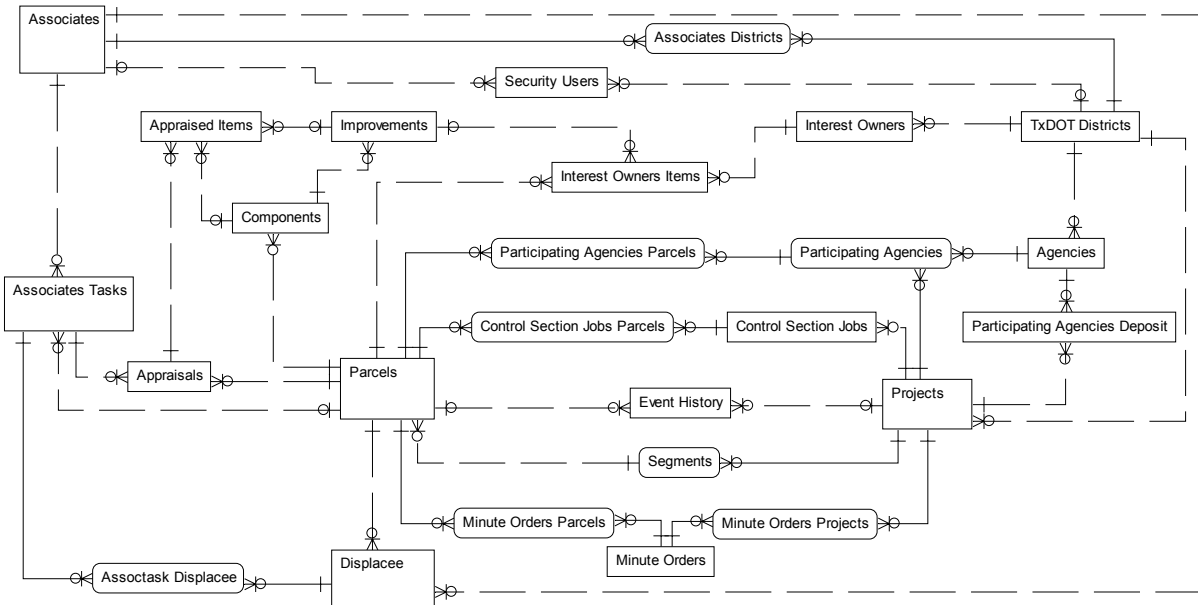 Associates
Associates Districts
Security Users
Appraised Items
Improvements
Interest Owners
TxDOT Districts
Interest Owners Items
Components
Participating Agencies Parcels
Participating Agencies
Agencies
Associates Tasks
Control Section Jobs Parcels
Control Section Jobs
Participating Agencies Deposit
Appraisals
Parcels
Projects
Event History
Segments
Minute Orders Parcels
Minute Orders Projects
Minute Orders
Displacee
Assoctask Displacee